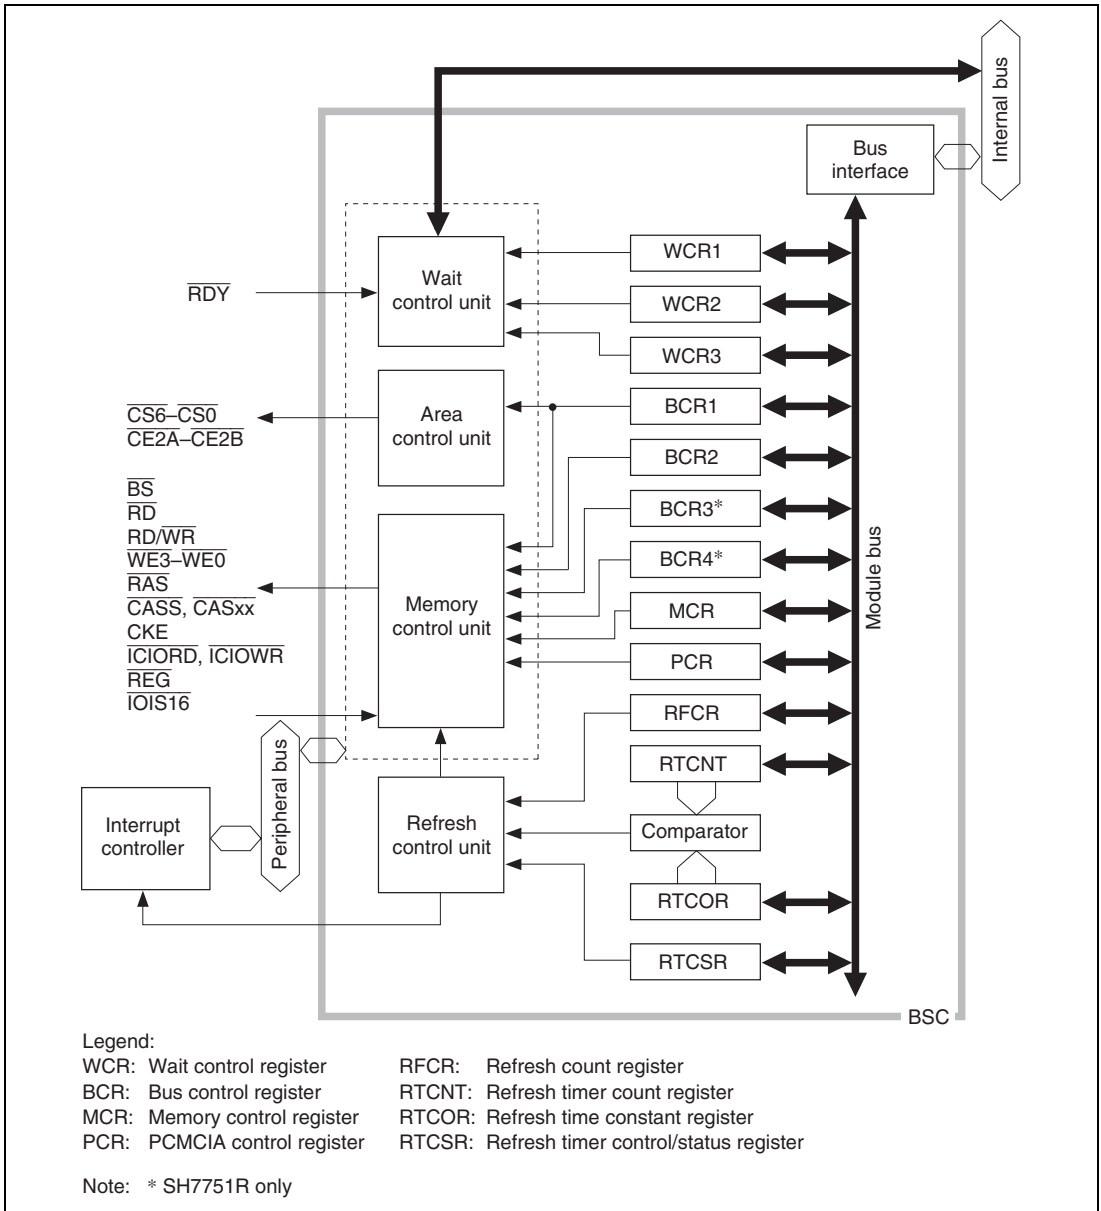 Internal bus
Bus
interface
WCR1
Wait
control unit
RDY
WCR2
WCR3
CS6–CS0
CE2A–CE2B
Area
control unit
BCR1
BCR2
BS
RD
RD/WR
WE3–WE0
RAS
CASS, CASxx
CKE
ICIORD, ICIOWR
REG
IOIS16
Memory
control unit
BCR3*
BCR4*
MCR
PCR
Module bus
RFCR
RTCNT
Peripheral bus
Interrupt
controller
Refresh
control unit
Comparator
RTCOR
RTCSR
BSC
Legend:
WCR: Wait control register
BCR: Bus control register
MCR: Memory control register
PCR: PCMCIA control register
RFCR: Refresh count register
RTCNT: Refresh timer count register
RTCOR: Refresh time constant register
RTCSR: Refresh timer control/status register
Note: * SH7751R only